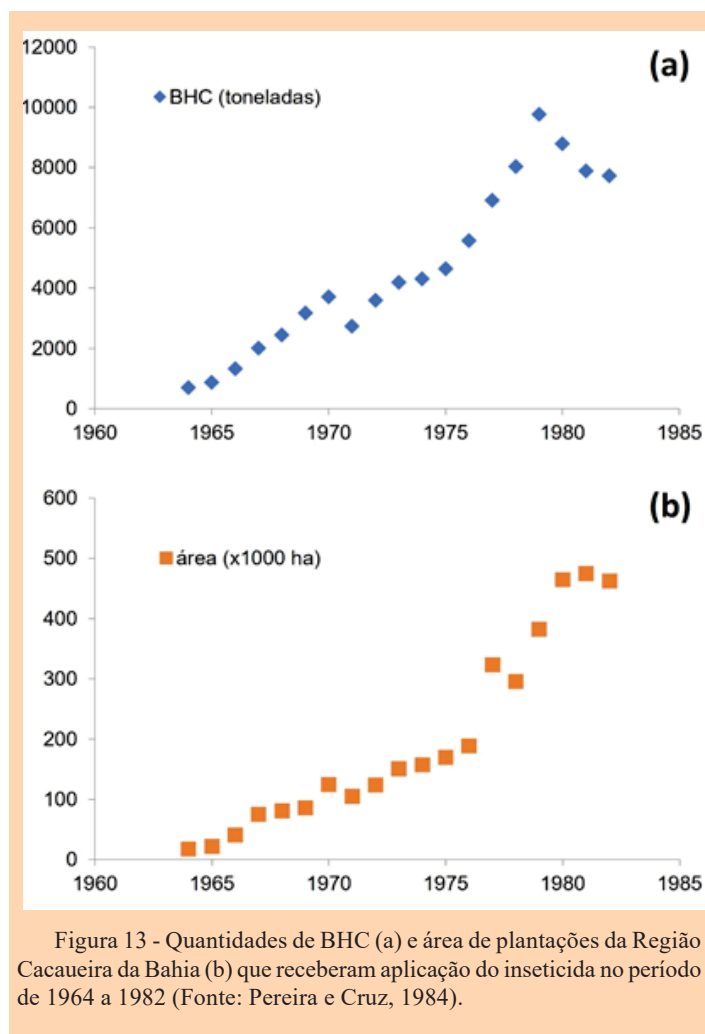 (a)
BHC (toneladas)
12000
10000
8000
6000
4000
2000
0
1960 1965 1970 1975 1980 1985
(b)
área (x1000 ha)
600
500
400
300
200
100
0
1960 1965 1970 1975 1980 1985
Figura 13 - Quantidades de BHC (a) e área de plantações da Região
Cacaueira da Bahia (b) que receberam aplicação do inseticida no período
de 1964 a 1982 (Fonte: Pereira e Cruz, 1984).